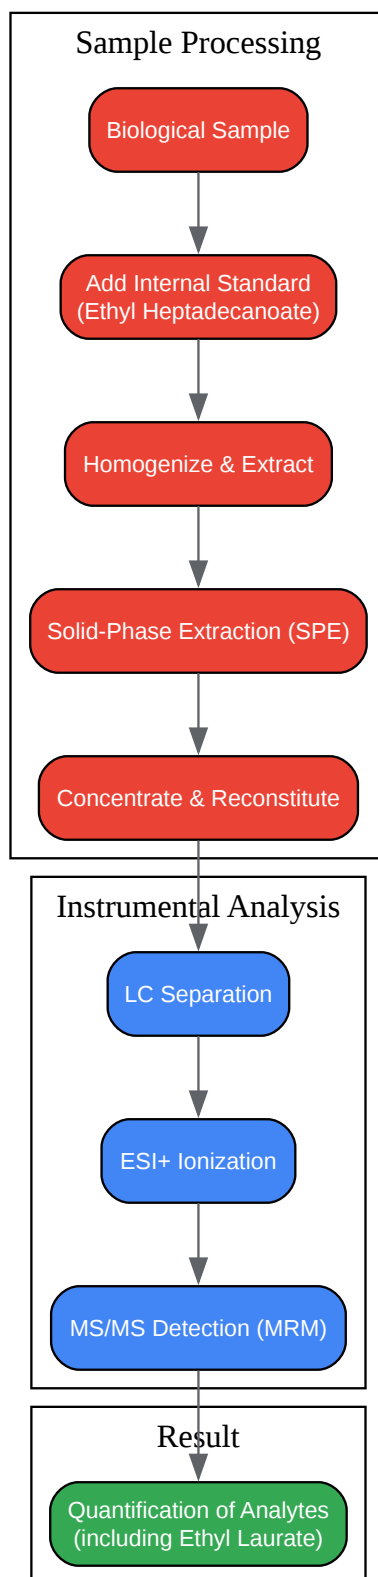 Sample Processing
Biological Sample
Add Internal Standard
(Ethyl Heptadecanoate)
Homogenize & Extract
Solid-Phase Extraction (SPE)
Concentrate & Reconstitute
Instrumental Analysis
LC Separation
ESI+ Ionization
MS/MS Detection (MRM)
Result
Quantification of Analytes
(including Ethyl Laurate)